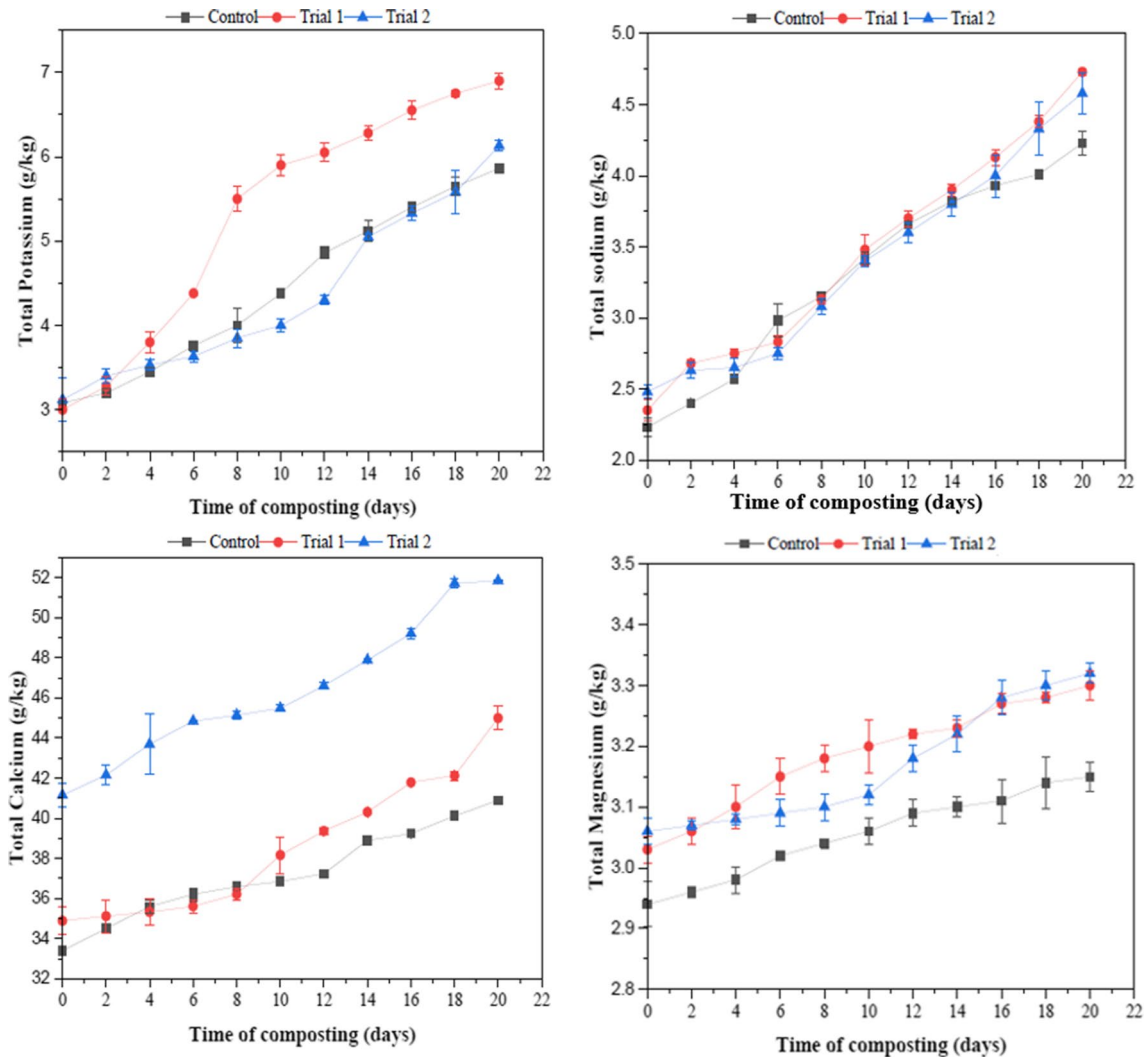 Control Trial 1 Trial 2
Total Potassium (g/kg)
7
6
5
4
3
0 2 4 6 8 10 12 14 16 18 20 22
Time of composting (days)
Control Trial 1 Trial 2
Total sodium (g/kg)
5.0
4.5
4.0
3.5
3.0
2.5
2.0
0 2 4 6 8 10 12 14 16 18 20 22
Time of composting (days)
Control Trial 1 Trial 2
Total Calcium (g/kg)
52
50
48
46
44
42
40
38
36
34
32
0 2 4 6 8 10 12 14 16 18 20 22
Time of composting (days)
Control Trial 1 Trial 2
Total Magnesium (g/kg)
3.5
3.4
3.3
3.2
3.1
3.0
2.9
2.8
0 2 4 6 8 10 12 14 16 18 20 22
Time of composting (days)